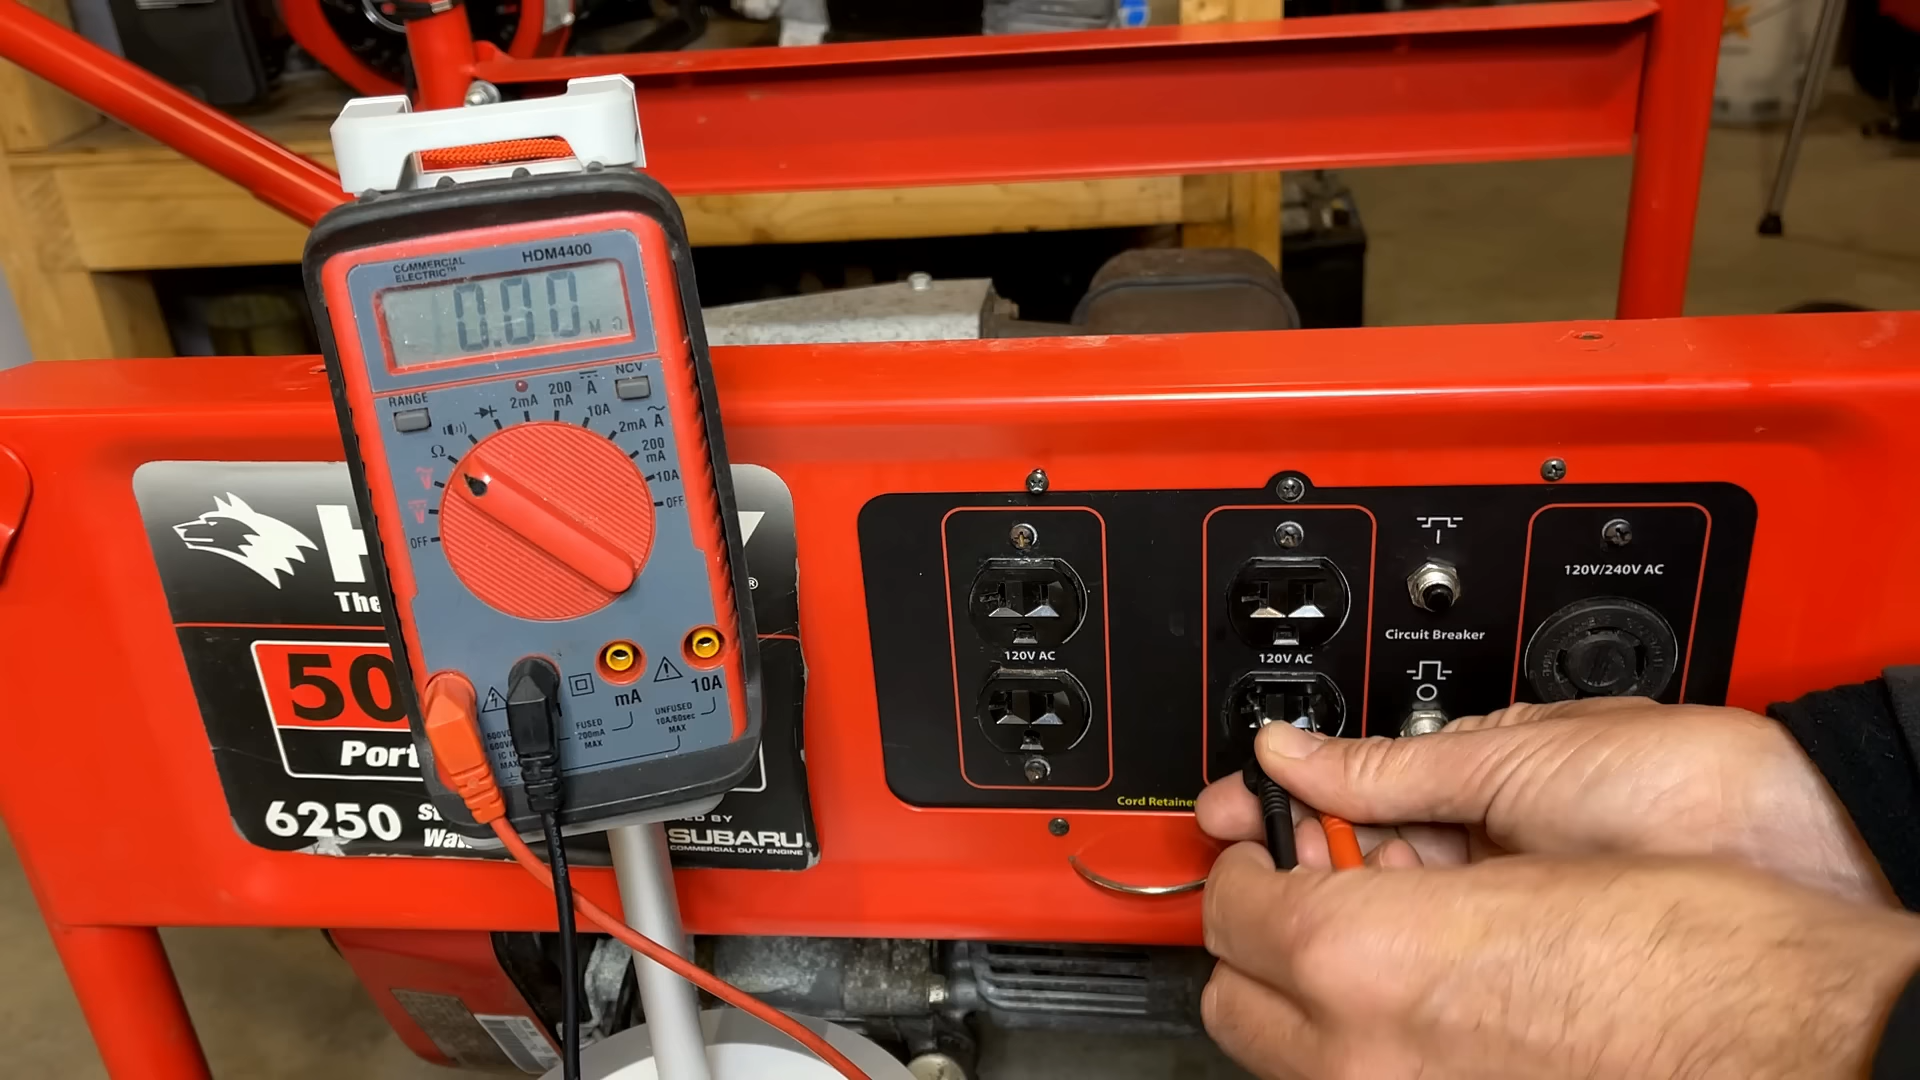 COMMERCIAL
ELECTRIC™
HDM4400
0.00 M Ω
RANGE
NCV
2mA
200
mA
A
10A
2mA A
200
mA
10A
OFF
Ω
V
V
OFF
mA
10A
FUSED
200mA
MAX
UNFUSED
10A/60sec
MAX
H
®
The
50
Port
6250
SUBARU
COMMERCIAL DUTY ENGINE
120V AC
120V AC
Circuit Breaker
120V/240V AC
Cord Retainer